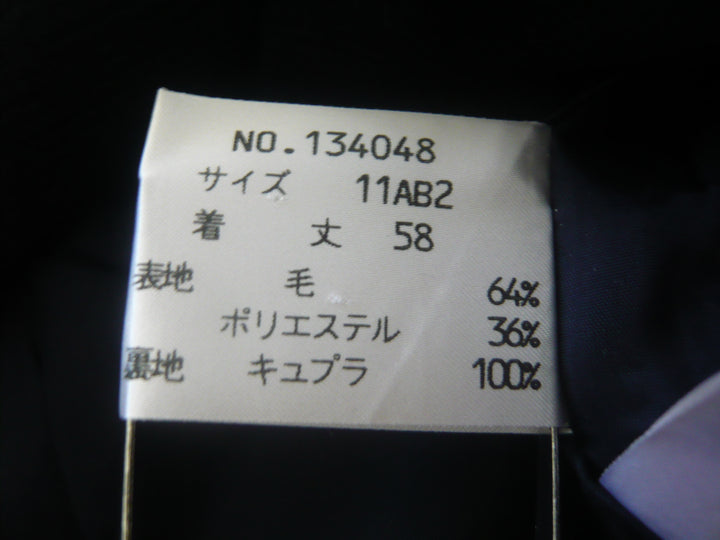 NO.134048
サイズ 11AB2
着 丈 58
表地 毛 64%
ポリエステル 36%
裏地 キュプラ 100%